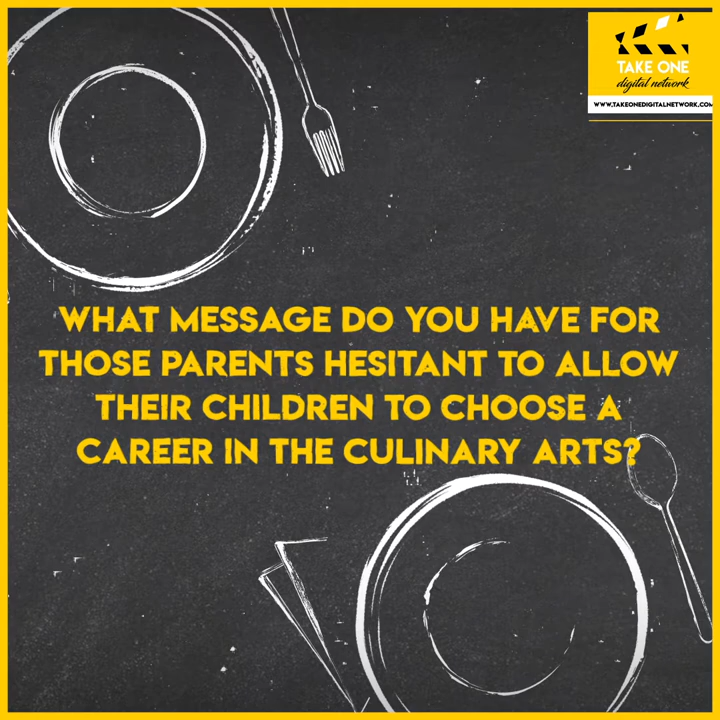 TAKE ONE
digital network
WWW.TAKEONEDIGITALNETWORK.COM
WHAT MESSAGE DO YOU HAVE FOR
THOSE PARENTS HESITANT TO ALLOW
THEIR CHILDREN TO CHOOSE A
CAREER IN THE CULINARY ARTS?